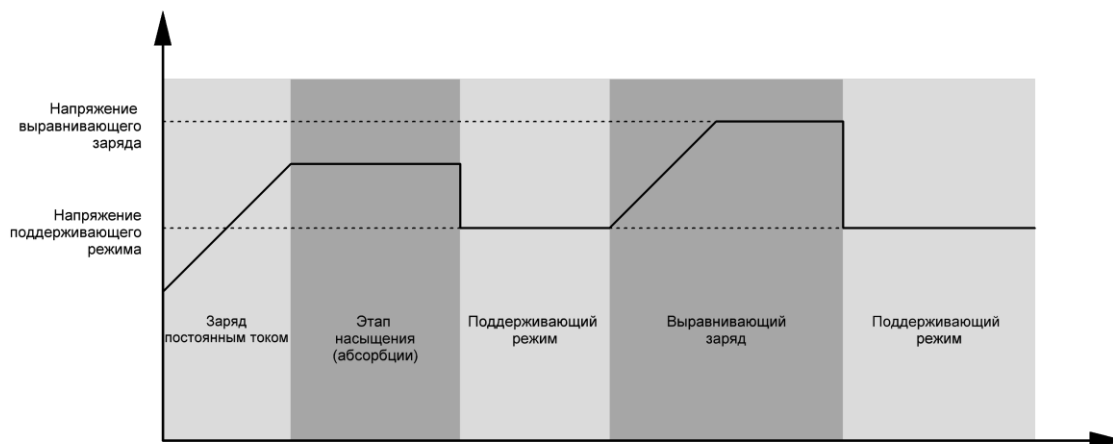 Напряжение
выравнивающего
заряда
Напряжение
поддерживающего
режима
Заряд
постоянным током
Этап
насыщения
(абсорбции)
Поддерживающий
режим
Выравнивающий
заряд
Поддерживающий
режим